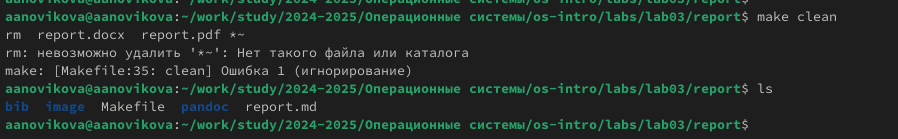 aanovikova@aanovikova:~/work/study/2024-2025/Операционные системы/os-intro/labs/lab03/report$ make clean
rm  report.docx  report.pdf *~
rm: невозможно удалить '*~': Нет такого файла или каталога
make: [Makefile:35: clean] Ошибка 1 (игнорирование)
aanovikova@aanovikova:~/work/study/2024-2025/Операционные системы/os-intro/labs/lab03/report$ ls
bib  image  Makefile  pandoc  report.md
aanovikova@aanovikova:~/work/study/2024-2025/Операционные системы/os-intro/labs/lab03/report$